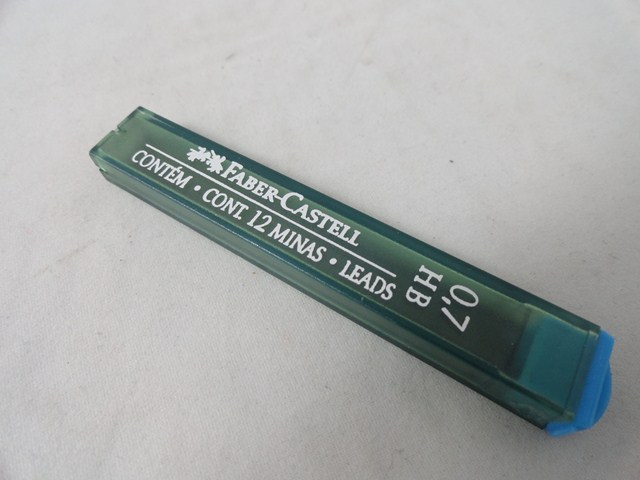 FABER-CASTELL
CONTÉM • CONT. 12 MINAS • LEADS
0,7
HB